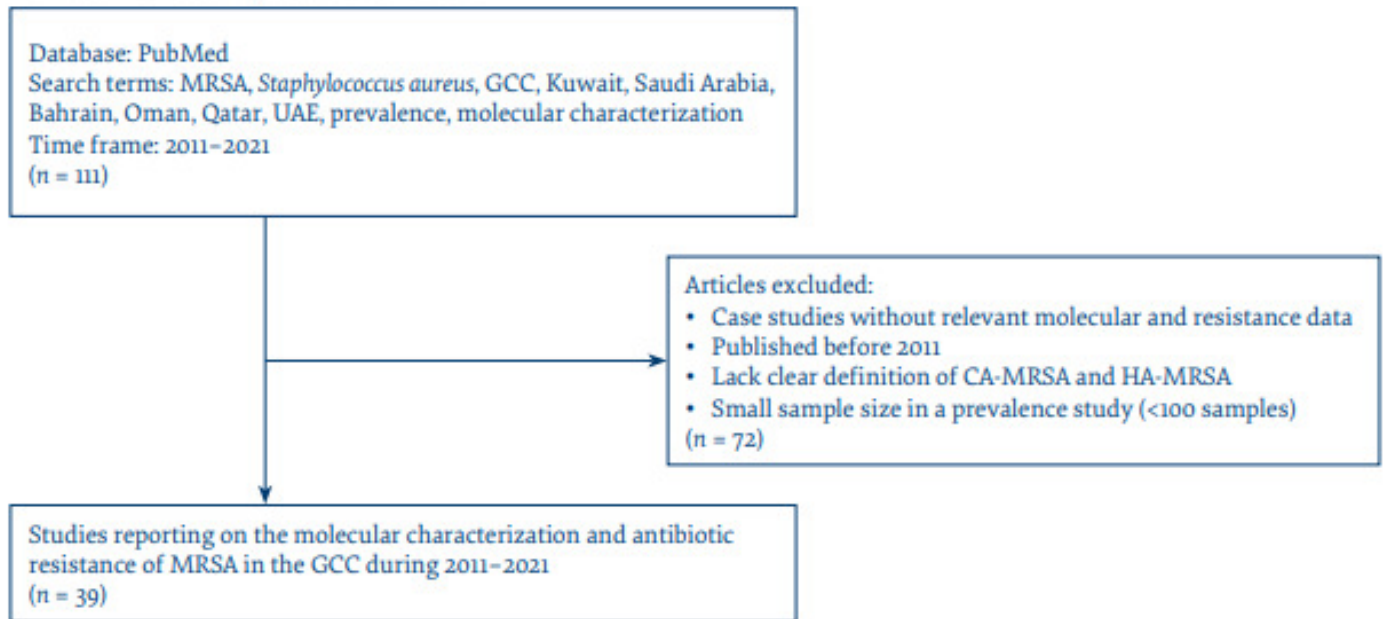 Database: PubMed
Search terms: MRSA, Staphylococcus aureus, GCC, Kuwait, Saudi Arabia,
Bahrain, Oman, Qatar, UAE, prevalence, molecular characterization
Time frame: 2011–2021
(n = 111)
Articles excluded:
• Case studies without relevant molecular and resistance data
• Published before 2011
• Lack clear definition of CA-MRSA and HA-MRSA
• Small sample size in a prevalence study (<100 samples)
(n = 72)
Studies reporting on the molecular characterization and antibiotic
resistance of MRSA in the GCC during 2011–2021
(n = 39)